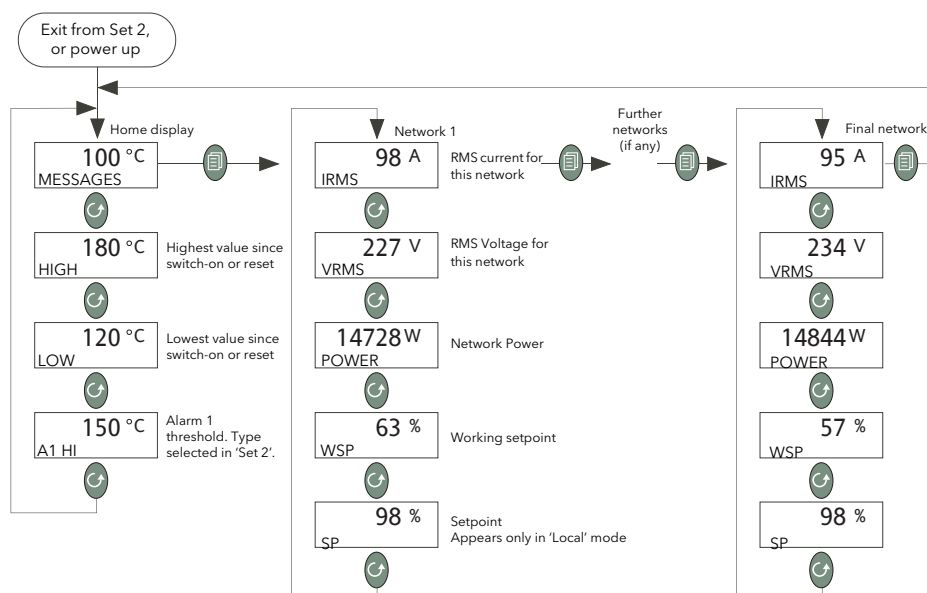 Exit from Set 2,
or power up
Home display
100 °C
MESSAGES
180 °C
HIGH
Highest value since
switch-on or reset
120 °C
LOW
Lowest value since
switch-on or reset
150 °C
A1 HI
Alarm 1
threshold. Type
selected in ‘Set 2’.
Network 1
98 A
IRMS
RMS current for
this network
227 V
VRMS
RMS Voltage for
this network
14728 W
POWER
Network Power
63 %
WSP
Working setpoint
98 %
SP
Setpoint
Appears only in ‘Local’ mode
Further
networks
(if any)
Final network
95 A
IRMS
234 V
VRMS
14844 W
POWER
57 %
WSP
98 %
SP